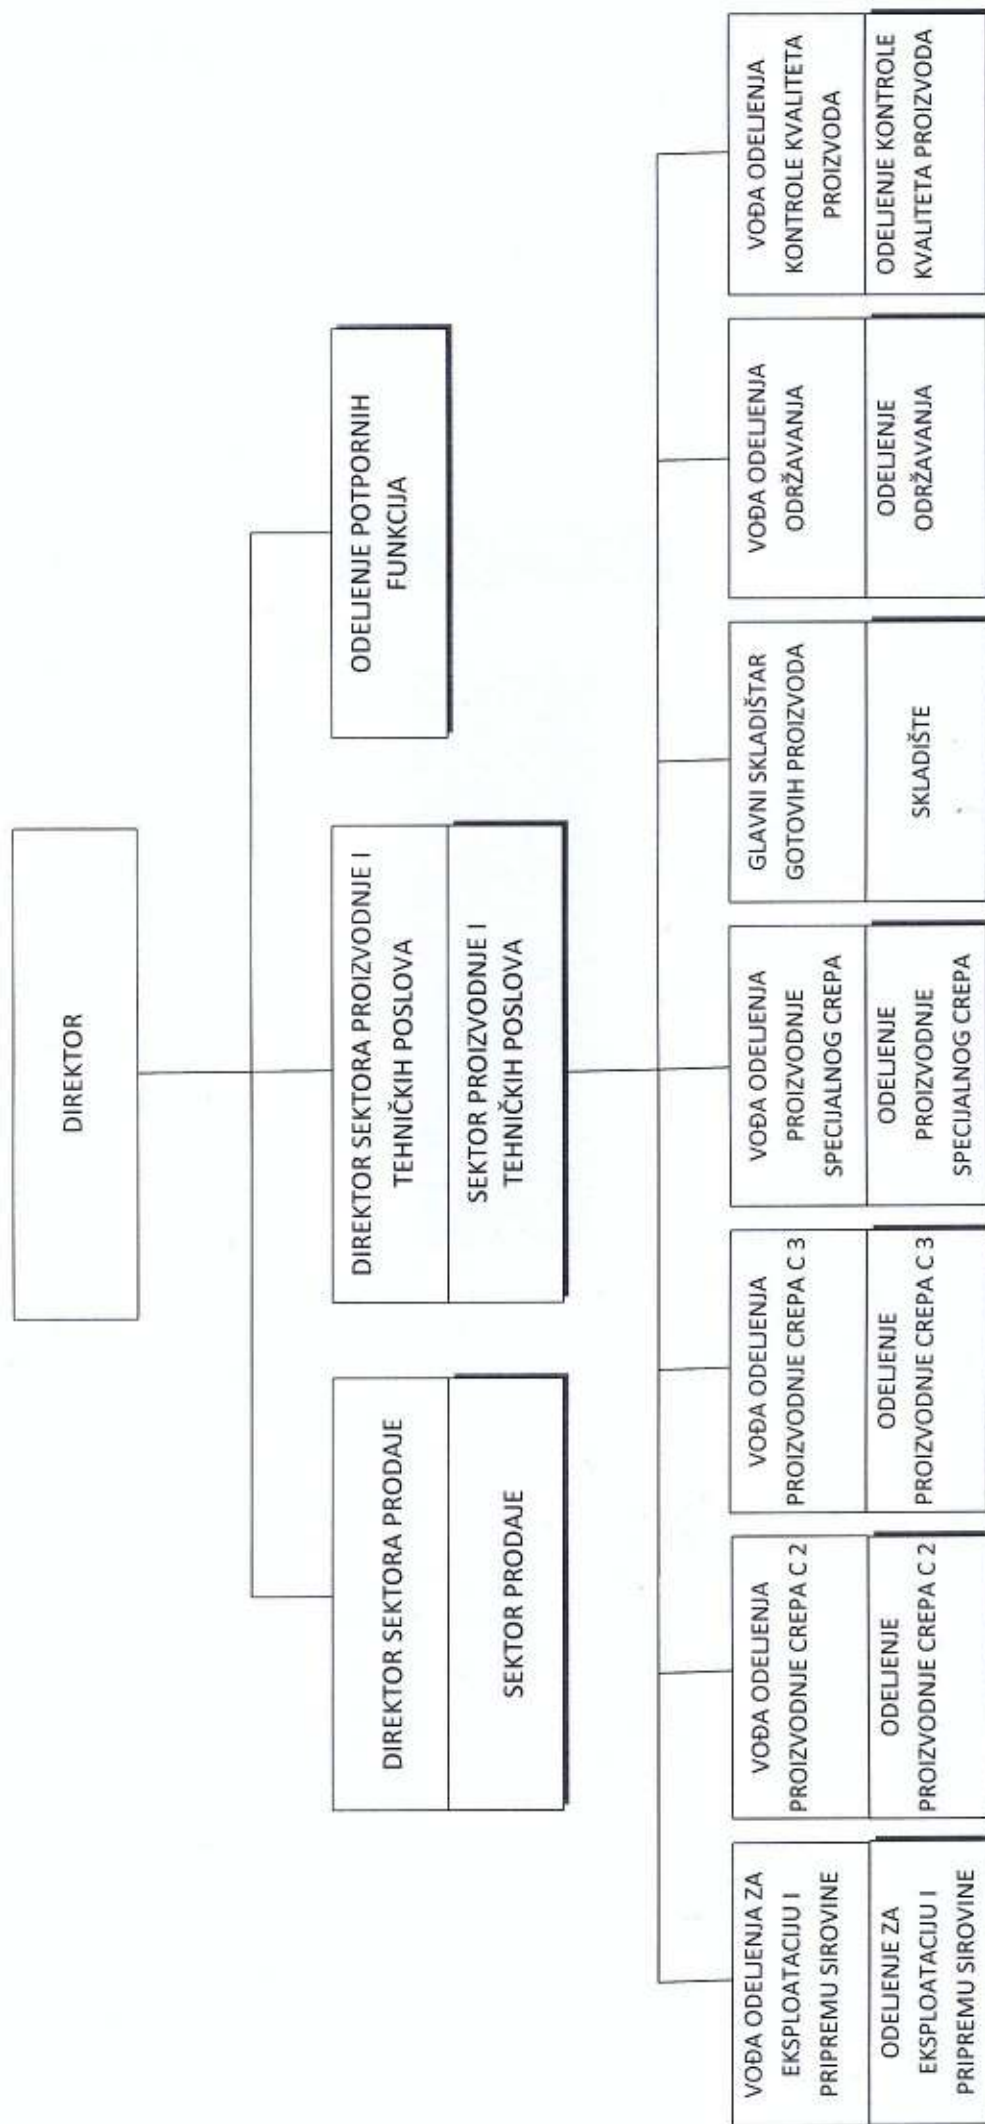 DIREKTOR
DIREKTOR SEKTORA PRODAJE
SEKTOR PRODAJE
DIREKTOR SEKTORA PROIZVODNJE I
TEHNIČKIH POSLOVA
SEKTOR PROIZVODNJE I
TEHNIČKIH POSLOVA
ODELJENJE POTPORNIH
FUNKCIJA
VOĐA ODELJENJA ZA
EKSPLOATACIJU I
PRIPREMU SIROVINE
ODELJENJE ZA
EKSPLOATACIJU I
PRIPREMU SIROVINE
VOĐA ODELJENJA
PROIZVODNJE CREPA C 2
ODELJENJE
PROIZVODNJE CREPA C 2
VOĐA ODELJENJA
PROIZVODNJE CREPA C 3
ODELJENJE
PROIZVODNJE CREPA C 3
VOĐA ODELJENJA
PROIZVODNJE
SPECIJALNOG CREPA
ODELJENJE
PROIZVODNJE
SPECIJALNOG CREPA
GLAVNI SKLADIŠTAR
GOTOVIH PROIZVODA
SKLADIŠTE
VOĐA ODELJENJA
ODRŽAVANJA
ODELJENJE
ODRŽAVANJA
VOĐA ODELJENJA
KONTROLE KVALITETA
PROIZVODA
ODELJENJE KONTROLE
KVALITETA PROIZVODA